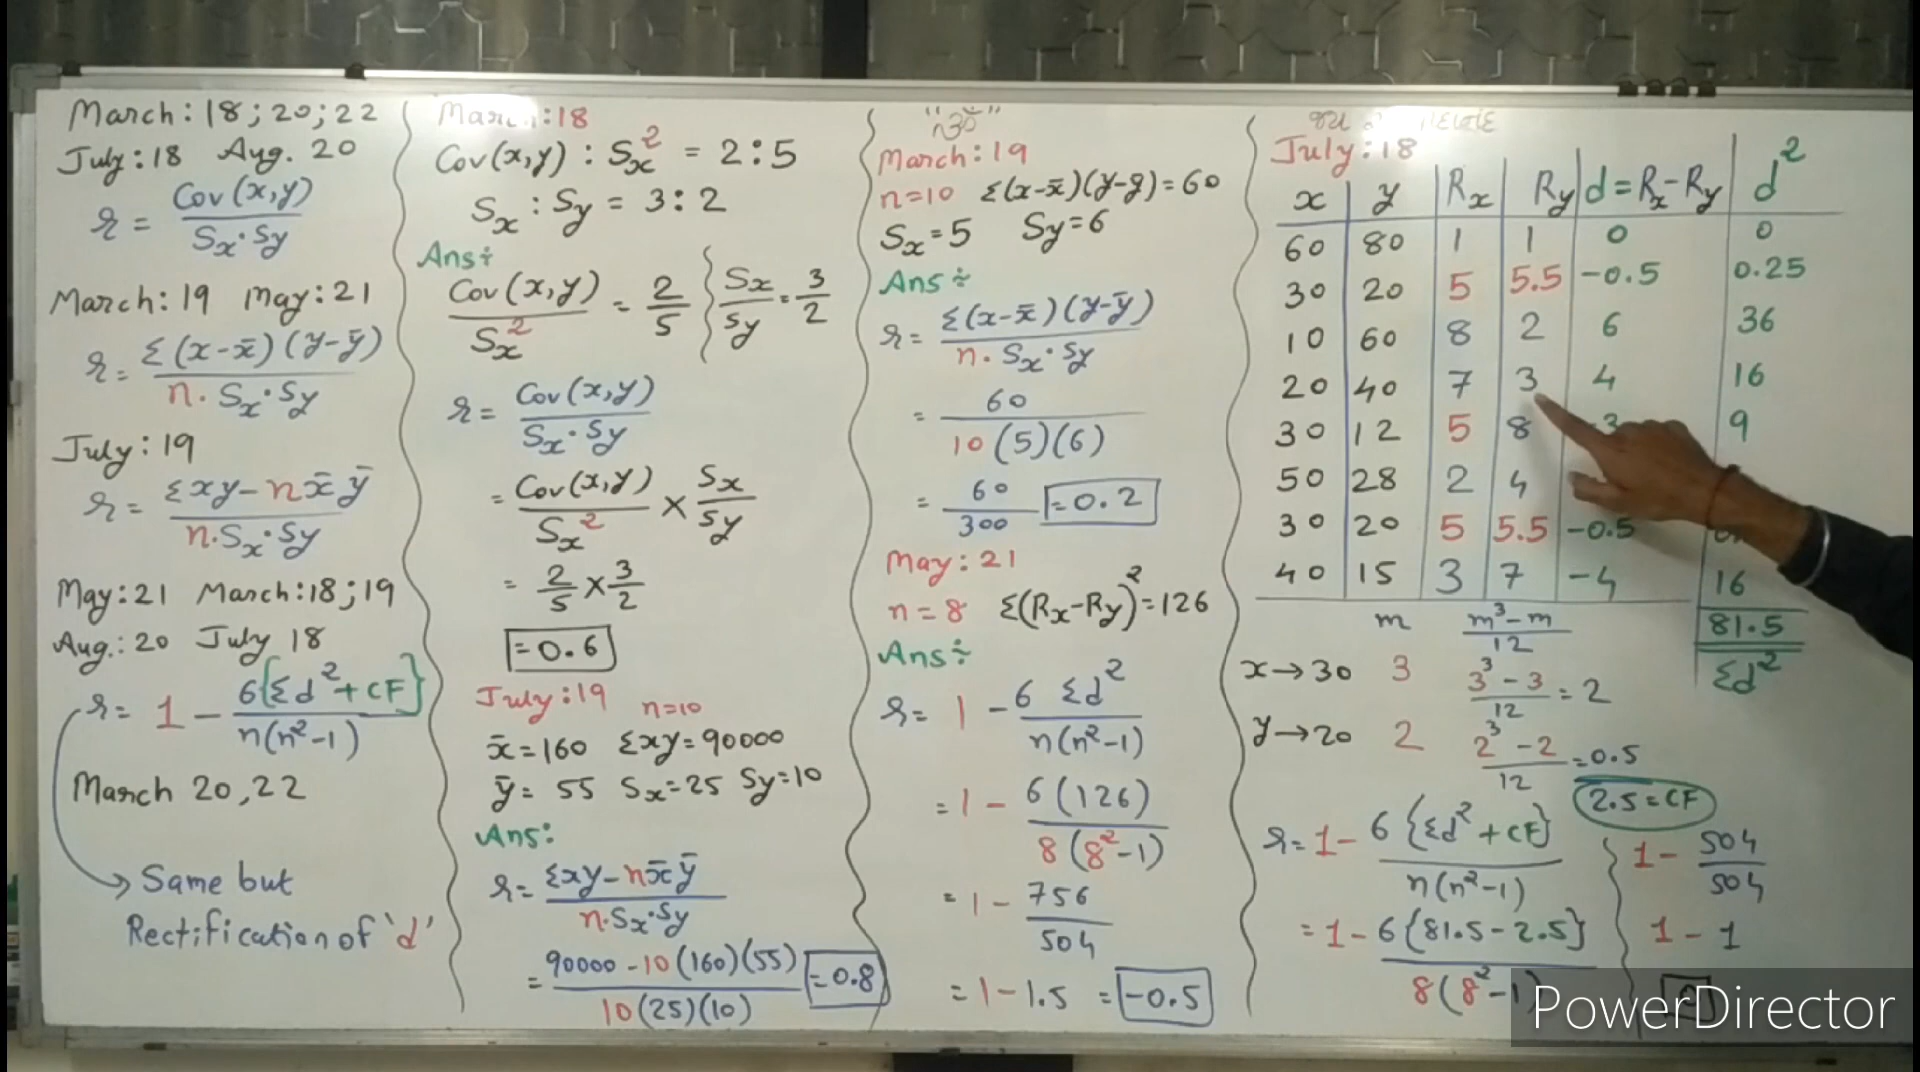 March: 18; 20; 22
July: 18 Aug. 20
r = Cov(x,y) / Sx·Sy
March: 19 May: 21
r = Σ(x-x̄)(y-ȳ) / n·Sx·Sy
July: 19
r = Σxy - n x̄ ȳ / n·Sx·Sy
May: 21 March: 18; 19
Aug.: 20 July 18
r = 1 - 6{Σd²+CF} / n(n²-1)
March 20, 22
→ Same but
Rectification of 'd'
:18
Cov(x,y) : Sx² = 2:5
Sx : Sy = 3:2
Ans÷
Cov(x,y) / Sx² = 2/5 } Sx/Sy = 3/2
r = Cov(x,y) / Sx·Sy
= Cov(x,y) / Sx² × Sx/Sy
= 2/5 × 3/2
= 0.6
July: 19 n=10
x̄ = 160 Σxy = 90000
ȳ = 55 Sx = 25 Sy = 10
Ans:
r = Σxy - n x̄ ȳ / n·Sx·Sy
= 90000 - 10(160)(55) / 10(25)(10) = 0.8
"ૐ"
March: 19
n=10 Σ(x-x̄)(y-ȳ) = 60
Sx = 5 Sy = 6
Ans÷
r = Σ(x-x̄)(y-ȳ) / n·Sx·Sy
= 60 / 10(5)(6)
= 60/300 = 0.2
May: 21
n = 8 Σ(Rx-Ry)² = 126
Ans÷
r = 1 - 6Σd² / n(n²-1)
= 1 - 6(126) / 8(8²-1)
= 1 - 756/504
= 1 - 1.5 = -0.5
જય
July: 18
x y Rx Ry d = Rx - Ry d²
60 80 1 1 0 0
30 20 5 5.5 -0.5 0.25
10 60 8 2 6 36
20 40 7 3 4 16
30 12 5 8 3 9
50 28 2 4
30 20 5 5.5 -0.5
40 15 3 7 -4 16
m m³-m/12 81.5
x→30 3 3³-3/12 = 2 Σd²
y→20 2 2³-2/12 = 0.5
2.5 = CF
r = 1 - 6{Σd²+CF} / n(n²-1)
= 1 - 6{81.5-2.5} / 8(8²-1)
1 - 504/504
1 - 1
PowerDirector